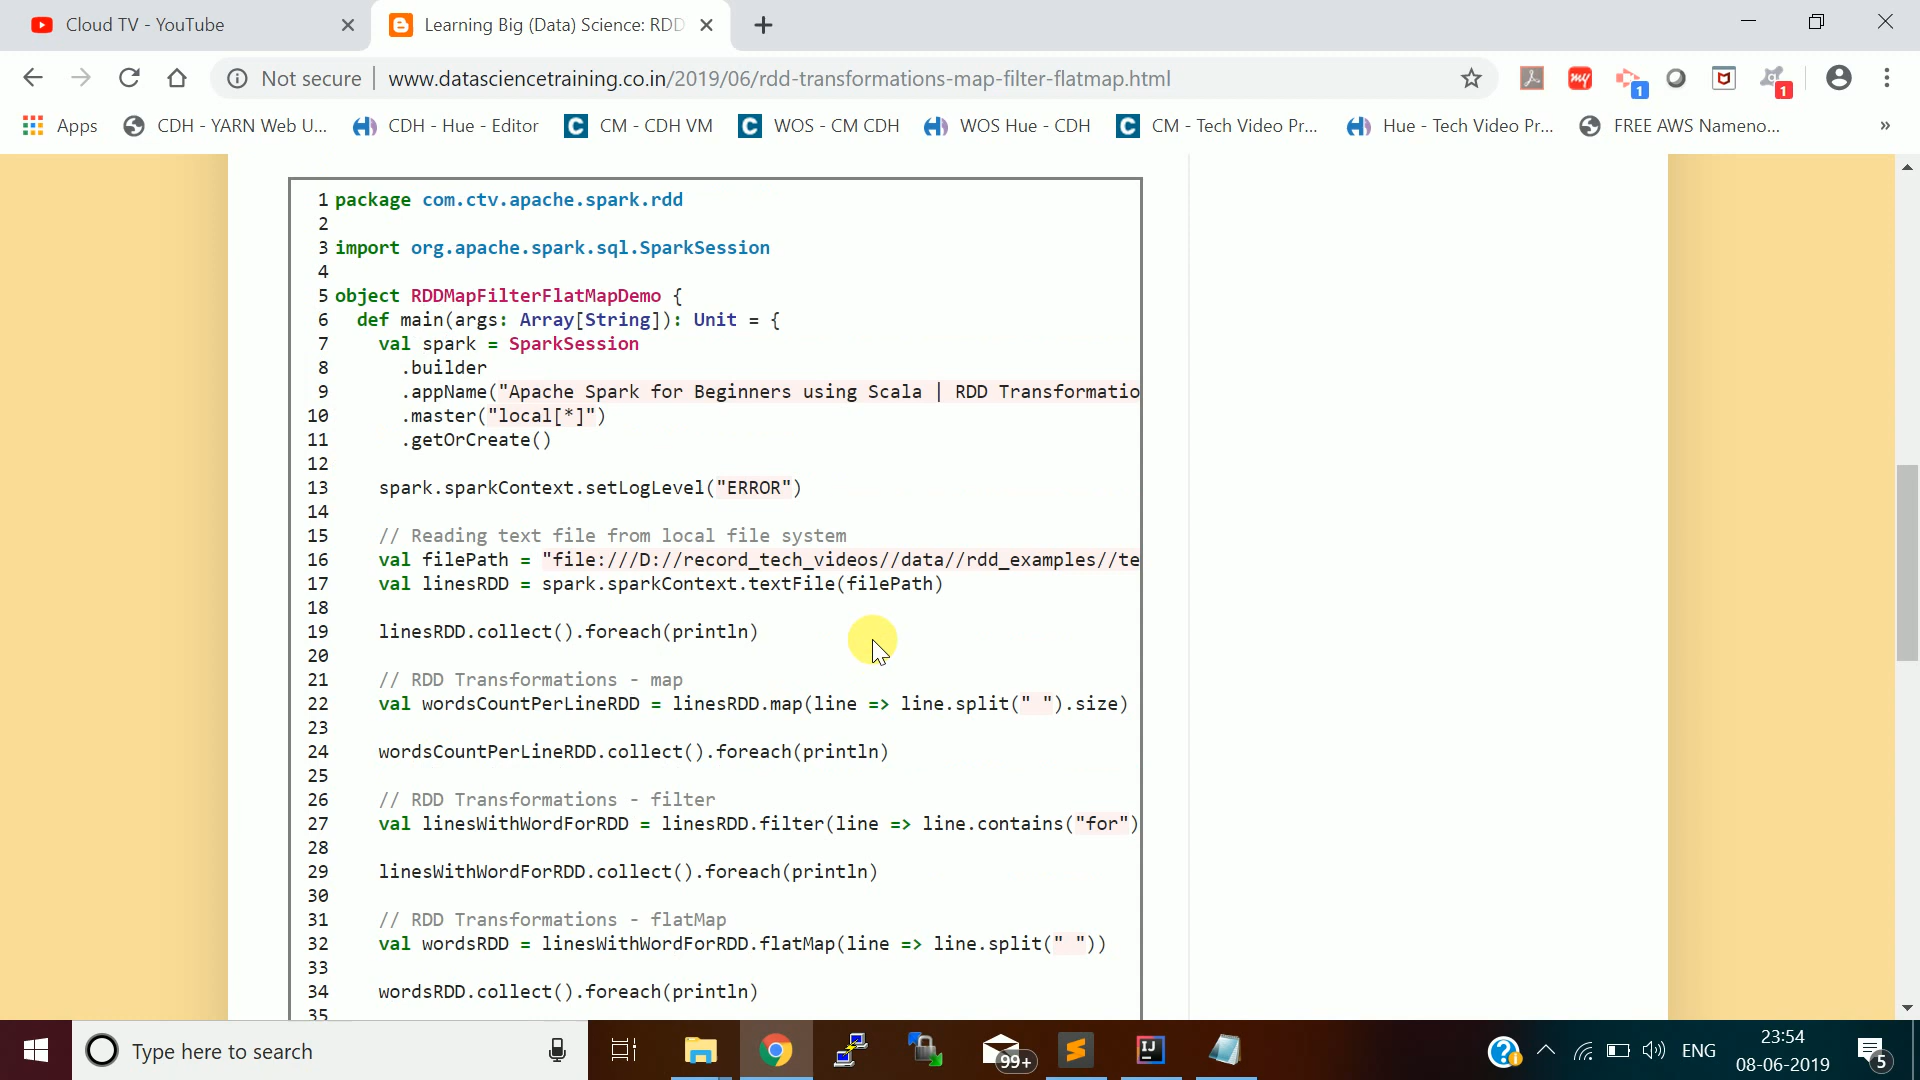 Cloud TV - YouTube
Learning Big (Data) Science: RDD
Not secure
www.datasciencetraining.co.in/2019/06/rdd-transformations-map-filter-flatmap.html
my
1
1
Apps
CDH - YARN Web U...
CDH - Hue - Editor
C CM - CDH VM
C WOS - CM CDH
WOS Hue - CDH
C CM - Tech Video Pr...
Hue - Tech Video Pr...
FREE AWS Nameno...
»
1 package com.ctv.apache.spark.rdd
2
3 import org.apache.spark.sql.SparkSession
4
5 object RDDMapFilterFlatMapDemo {
6 def main(args: Array[String]): Unit = {
7 val spark = SparkSession
8 .builder
9 .appName("Apache Spark for Beginners using Scala | RDD Transformatio
10 .master("local[*]")
11 .getOrCreate()
12
13 spark.sparkContext.setLogLevel("ERROR")
14
15 // Reading text file from local file system
16 val filePath = "file:///D://record_tech_videos//data//rdd_examples//te
17 val linesRDD = spark.sparkContext.textFile(filePath)
18
19 linesRDD.collect().foreach(println)
20
21 // RDD Transformations - map
22 val wordsCountPerLineRDD = linesRDD.map(line => line.split(" ").size)
23
24 wordsCountPerLineRDD.collect().foreach(println)
25
26 // RDD Transformations - filter
27 val linesWithWordForRDD = linesRDD.filter(line => line.contains("for")
28
29 linesWithWordForRDD.collect().foreach(println)
30
31 // RDD Transformations - flatMap
32 val wordsRDD = linesWithWordForRDD.flatMap(line => line.split(" "))
33
34 wordsRDD.collect().foreach(println)
35
Type here to search
99+
IJ
ENG
23:54
08-06-2019
5